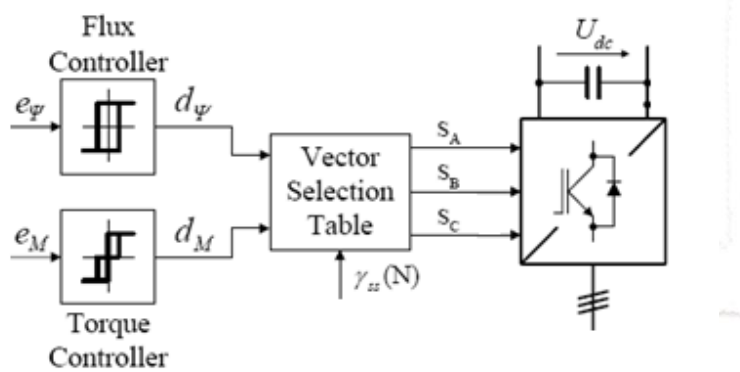 Flux
Controller
U_dc
e_Ψ
d_Ψ
Vector
Selection
Table
S_A
S_B
S_C
e_M
d_M
γ_ss(N)
Torque
Controller